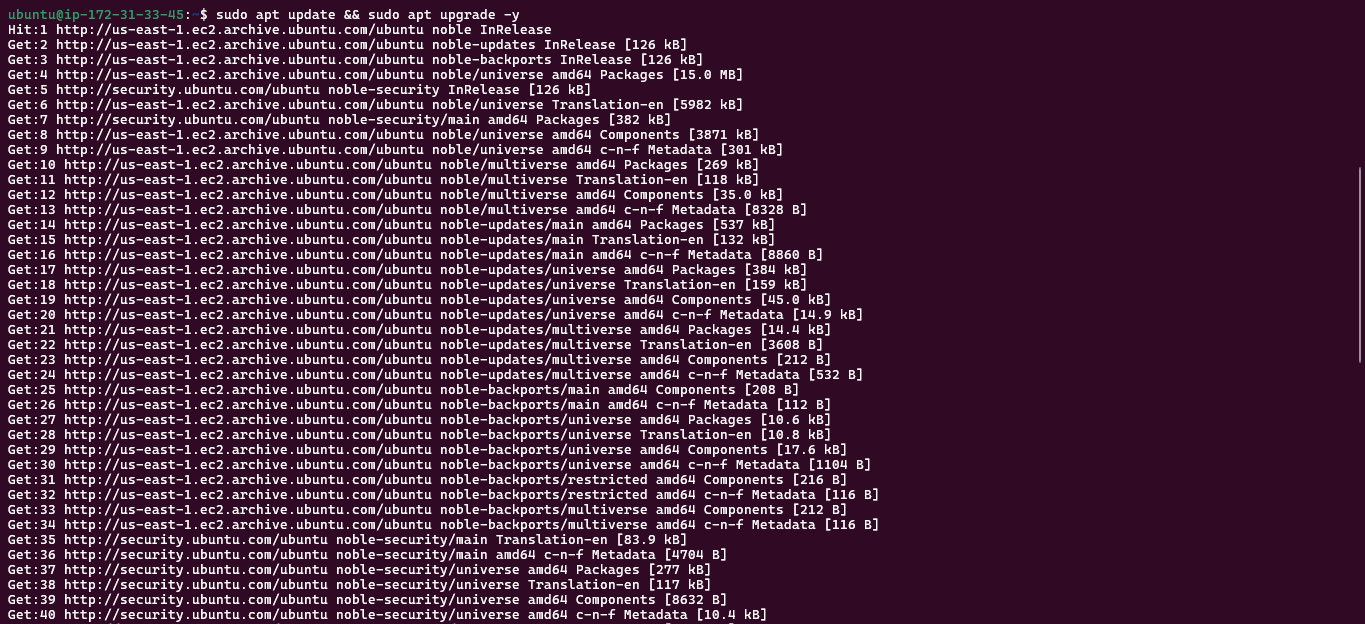 ubuntu@ip-172-31-33-45:~$ sudo apt update && sudo apt upgrade -y
Hit:1 http://us-east-1.ec2.archive.ubuntu.com/ubuntu noble InRelease
Get:2 http://us-east-1.ec2.archive.ubuntu.com/ubuntu noble-updates InRelease [126 kB]
Get:3 http://us-east-1.ec2.archive.ubuntu.com/ubuntu noble-backports InRelease [126 kB]
Get:4 http://us-east-1.ec2.archive.ubuntu.com/ubuntu noble/universe amd64 Packages [15.0 MB]
Get:5 http://security.ubuntu.com/ubuntu noble-security InRelease [126 kB]
Get:6 http://us-east-1.ec2.archive.ubuntu.com/ubuntu noble/universe Translation-en [5982 kB]
Get:7 http://security.ubuntu.com/ubuntu noble-security/main amd64 Packages [382 kB]
Get:8 http://us-east-1.ec2.archive.ubuntu.com/ubuntu noble/universe amd64 Components [3871 kB]
Get:9 http://us-east-1.ec2.archive.ubuntu.com/ubuntu noble/universe amd64 c-n-f Metadata [301 kB]
Get:10 http://us-east-1.ec2.archive.ubuntu.com/ubuntu noble/multiverse amd64 Packages [269 kB]
Get:11 http://us-east-1.ec2.archive.ubuntu.com/ubuntu noble/multiverse Translation-en [118 kB]
Get:12 http://us-east-1.ec2.archive.ubuntu.com/ubuntu noble/multiverse amd64 Components [35.0 kB]
Get:13 http://us-east-1.ec2.archive.ubuntu.com/ubuntu noble/multiverse amd64 c-n-f Metadata [8328 B]
Get:14 http://us-east-1.ec2.archive.ubuntu.com/ubuntu noble-updates/main amd64 Packages [537 kB]
Get:15 http://us-east-1.ec2.archive.ubuntu.com/ubuntu noble-updates/main Translation-en [132 kB]
Get:16 http://us-east-1.ec2.archive.ubuntu.com/ubuntu noble-updates/main amd64 c-n-f Metadata [8860 B]
Get:17 http://us-east-1.ec2.archive.ubuntu.com/ubuntu noble-updates/universe amd64 Packages [384 kB]
Get:18 http://us-east-1.ec2.archive.ubuntu.com/ubuntu noble-updates/universe Translation-en [159 kB]
Get:19 http://us-east-1.ec2.archive.ubuntu.com/ubuntu noble-updates/universe amd64 Components [45.0 kB]
Get:20 http://us-east-1.ec2.archive.ubuntu.com/ubuntu noble-updates/universe amd64 c-n-f Metadata [14.9 kB]
Get:21 http://us-east-1.ec2.archive.ubuntu.com/ubuntu noble-updates/multiverse amd64 Packages [14.4 kB]
Get:22 http://us-east-1.ec2.archive.ubuntu.com/ubuntu noble-updates/multiverse Translation-en [3608 B]
Get:23 http://us-east-1.ec2.archive.ubuntu.com/ubuntu noble-updates/multiverse amd64 Components [212 B]
Get:24 http://us-east-1.ec2.archive.ubuntu.com/ubuntu noble-updates/multiverse amd64 c-n-f Metadata [532 B]
Get:25 http://us-east-1.ec2.archive.ubuntu.com/ubuntu noble-backports/main amd64 Components [208 B]
Get:26 http://us-east-1.ec2.archive.ubuntu.com/ubuntu noble-backports/main amd64 c-n-f Metadata [112 B]
Get:27 http://us-east-1.ec2.archive.ubuntu.com/ubuntu noble-backports/universe amd64 Packages [10.6 kB]
Get:28 http://us-east-1.ec2.archive.ubuntu.com/ubuntu noble-backports/universe Translation-en [10.8 kB]
Get:29 http://us-east-1.ec2.archive.ubuntu.com/ubuntu noble-backports/universe amd64 Components [17.6 kB]
Get:30 http://us-east-1.ec2.archive.ubuntu.com/ubuntu noble-backports/universe amd64 c-n-f Metadata [1104 B]
Get:31 http://us-east-1.ec2.archive.ubuntu.com/ubuntu noble-backports/restricted amd64 Components [216 B]
Get:32 http://us-east-1.ec2.archive.ubuntu.com/ubuntu noble-backports/restricted amd64 c-n-f Metadata [116 B]
Get:33 http://us-east-1.ec2.archive.ubuntu.com/ubuntu noble-backports/multiverse amd64 Components [212 B]
Get:34 http://us-east-1.ec2.archive.ubuntu.com/ubuntu noble-backports/multiverse amd64 c-n-f Metadata [116 B]
Get:35 http://security.ubuntu.com/ubuntu noble-security/main Translation-en [83.9 kB]
Get:36 http://security.ubuntu.com/ubuntu noble-security/main amd64 c-n-f Metadata [4704 B]
Get:37 http://security.ubuntu.com/ubuntu noble-security/universe amd64 Packages [277 kB]
Get:38 http://security.ubuntu.com/ubuntu noble-security/universe Translation-en [117 kB]
Get:39 http://security.ubuntu.com/ubuntu noble-security/universe amd64 Components [8632 B]
Get:40 http://security.ubuntu.com/ubuntu noble-security/universe amd64 c-n-f Metadata [10.4 kB]